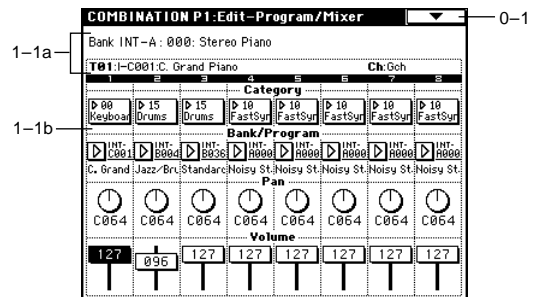 COMBINATION P1:Edit-Program/Mixer
0–1
Bank INT-A : 000: Stereo Piano
1–1a
T01:I-C001:C. Grand Piano Ch:Gch
1 2 3 4 5 6 7 8
Category
00 15 15 10 10 10 10 10
Keyboar Drums Drums FastSyn FastSyn FastSyn FastSyn FastSyn
1–1b
Bank/Program
INT- INT- INT- INT- INT- INT- INT- INT-
C001 B004 B036 A000 A000 A000 A000 A000
C. Grand Jazz/Bru Standard Noisy St Noisy St Noisy St Noisy St Noisy St
Pan
C064 C064 C064 C064 C064 C064 C064 C064
Volume
127 096 127 127 127 127 127 127